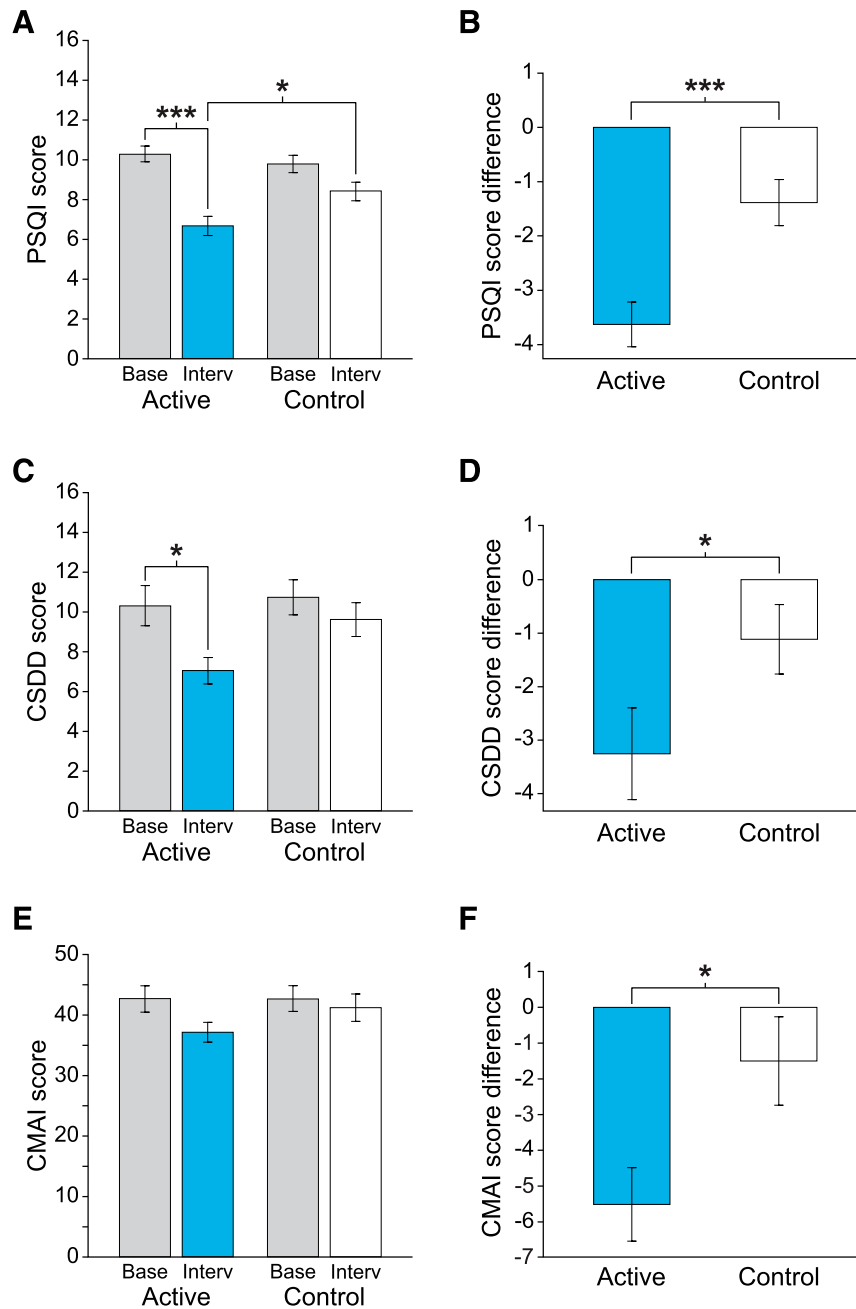 A
PSQI score
16
14
12
10
8
6
4
2
0
***
*
Base Interv Base Interv
Active Control
B
PSQI score difference
1
0
-1
-2
-3
-4
***
Active Control
C
CSDD score
16
14
12
10
8
6
4
2
0
*
Base Interv Base Interv
Active Control
D
CSDD score difference
1
0
-1
-2
-3
-4
*
Active Control
E
CMAI score
50
40
30
20
10
0
Base Interv Base Interv
Active Control
F
CMAI score difference
1
0
-1
-2
-3
-4
-5
-6
-7
*
Active Control